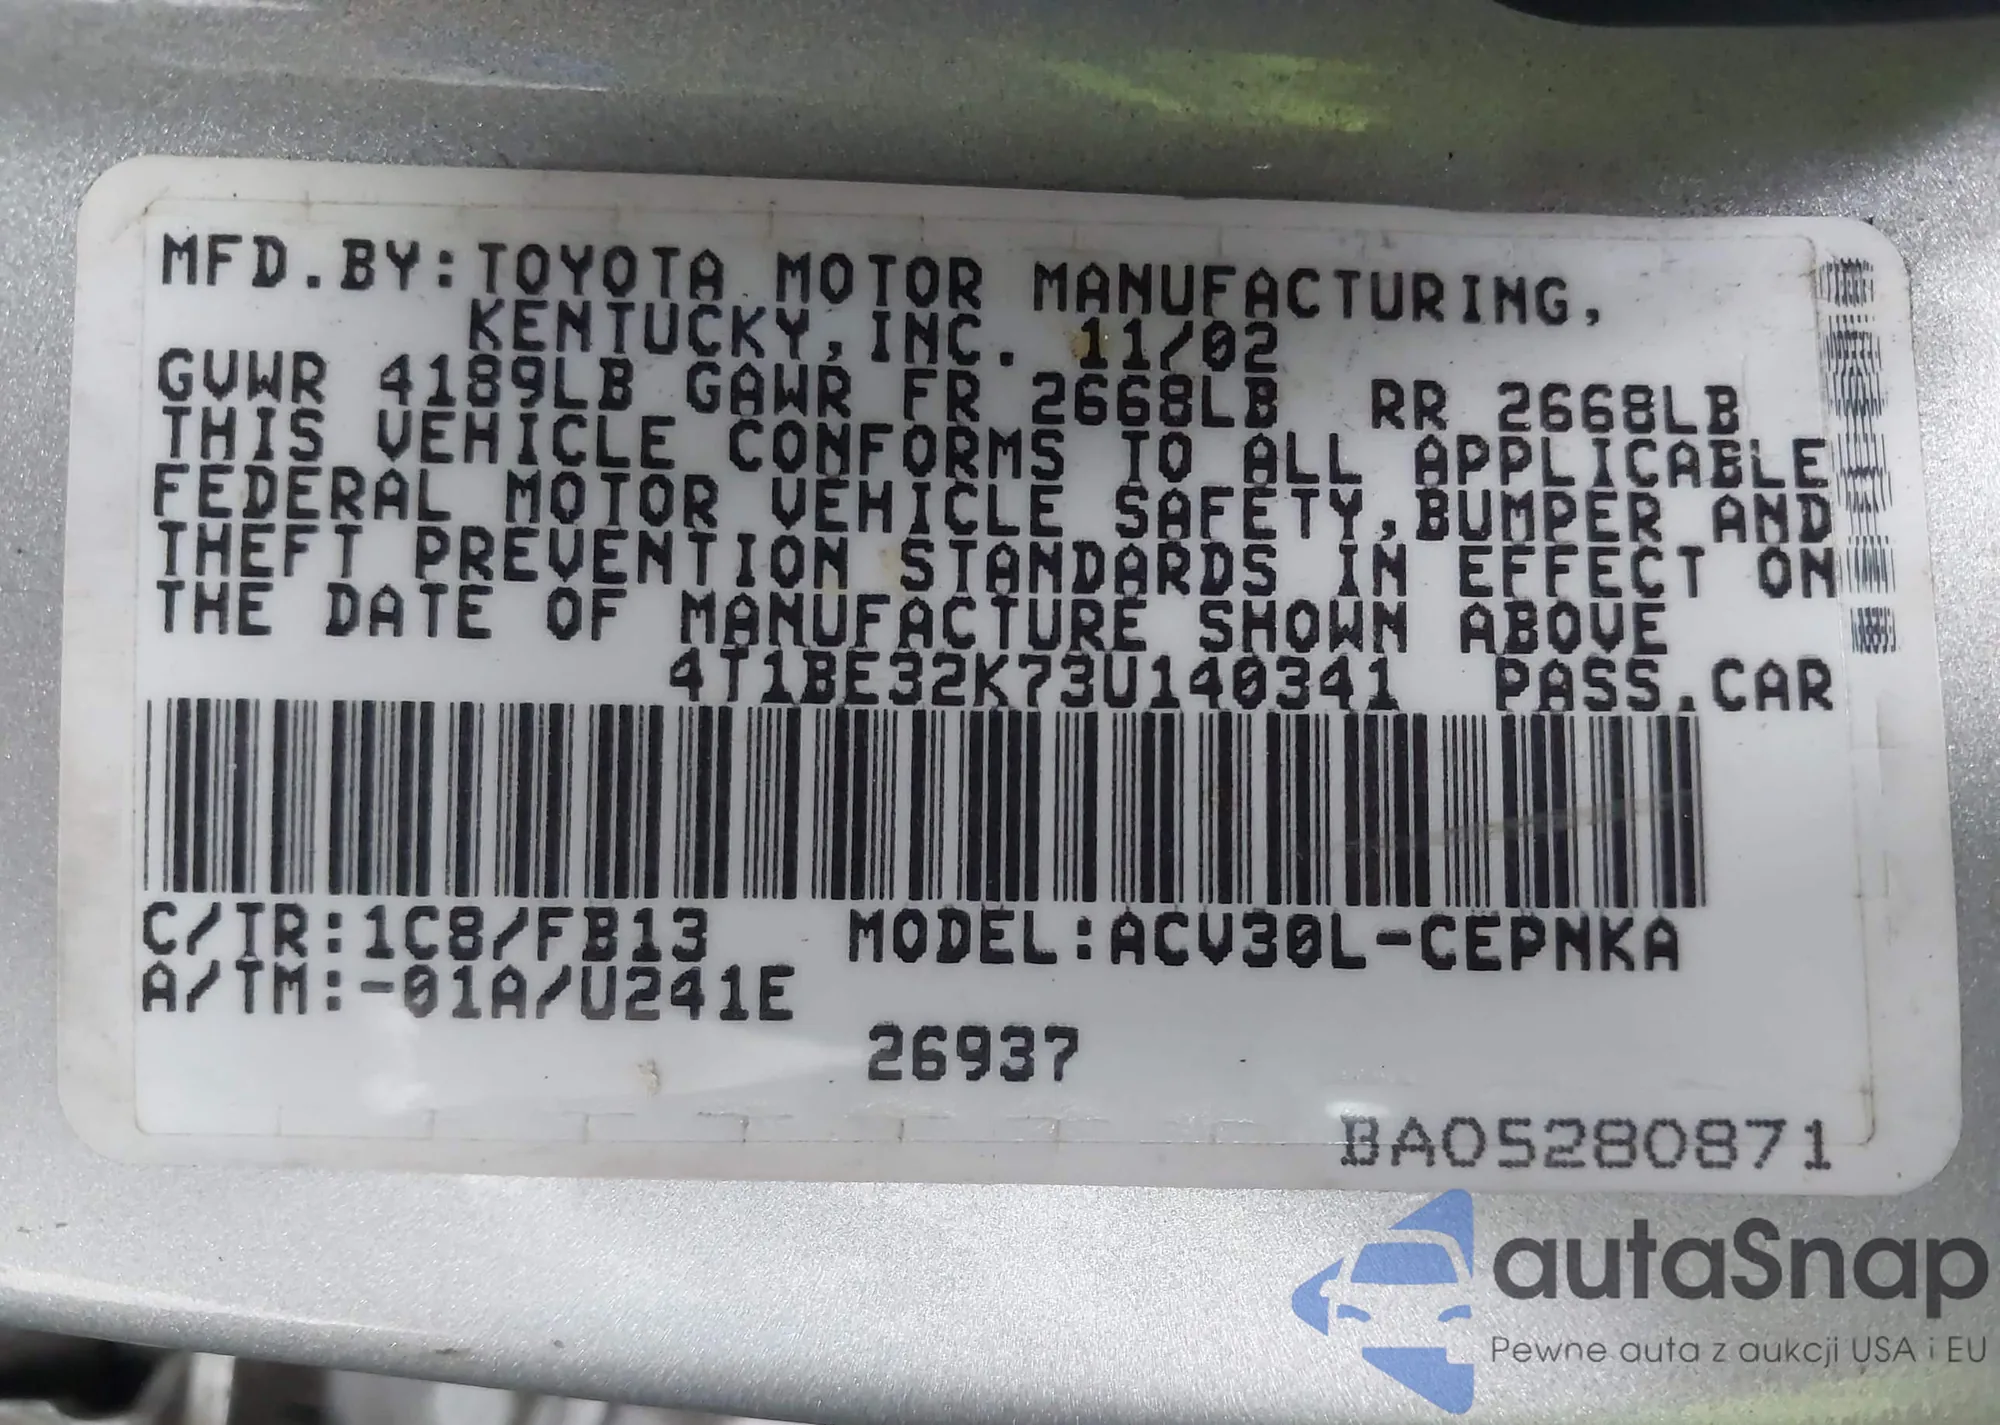 MFD.BY:TOYOTA MOTOR MANUFACTURING,
KENTUCKY,INC. 11/02
GVWR 4189LB GAWR FR 2668LB RR 2668LB
THIS VEHICLE CONFORMS TO ALL APPLICABLE
FEDERAL MOTOR VEHICLE SAFETY,BUMPER AND
THEFT PREVENTION STANDARDS IN EFFECT ON
THE DATE OF MANUFACTURE SHOWN ABOVE
4T1BE32K73U140341 PASS.CAR
C/TR:1C8/FB13 MODEL:ACV30L-CEPNKA
A/TM:-01A/U241E
26937
BA05280871
autaSnap
Pewne auta z aukcji USA i EU